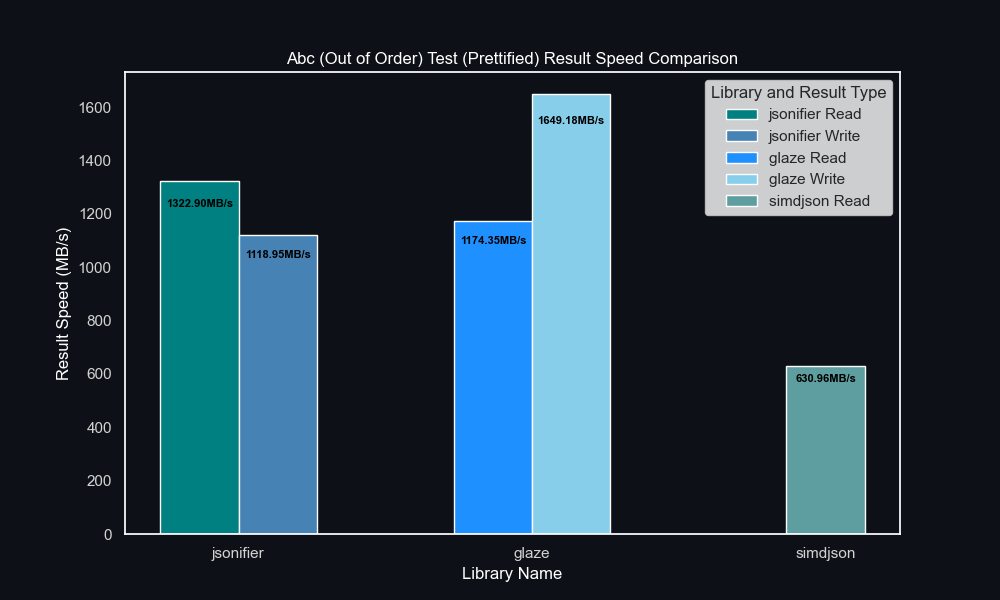 Abc (Out of Order) Test (Prettified) Result Speed Comparison
Result Speed (MB/s)
1600
1400
1200
1000
800
600
400
200
0
1322.90MB/s
1118.95MB/s
1174.35MB/s
1649.18MB/s
630.96MB/s
Library and Result Type
jsonifier Read
jsonifier Write
glaze Read
glaze Write
simdjson Read
jsonifier
glaze
simdjson
Library Name